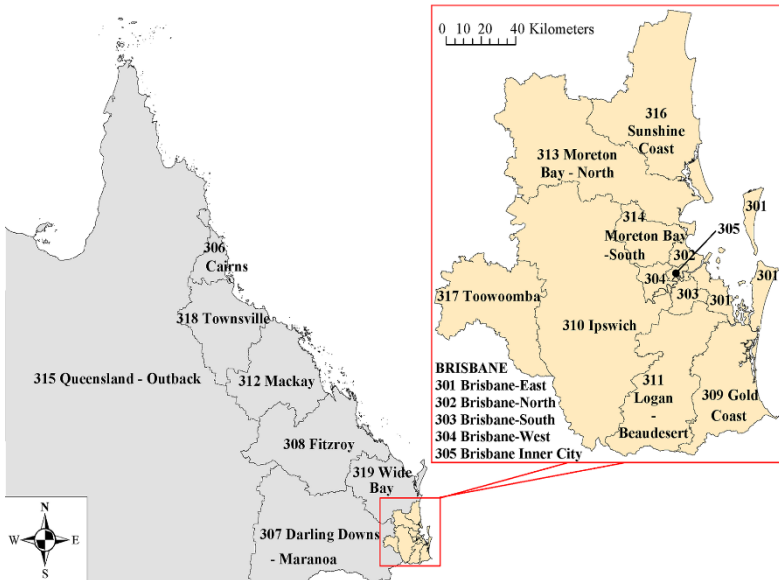 306
Cairns
318 Townsville
315 Queensland - Outback
312 Mackay
308 Fitzroy
319 Wide
Bay
307 Darling Downs
- Maranoa
N
W
E
S
0 10 20 40 Kilometers
316
Sunshine
Coast
313 Moreton
Bay - North
301
314
Moreton Bay
-South
305
302
304
303
301
301
317 Toowoomba
310 Ipswich
311
Logan
-
Beaudesert
309 Gold
Coast
BRISBANE
301 Brisbane-East
302 Brisbane-North
303 Brisbane-South
304 Brisbane-West
305 Brisbane Inner City